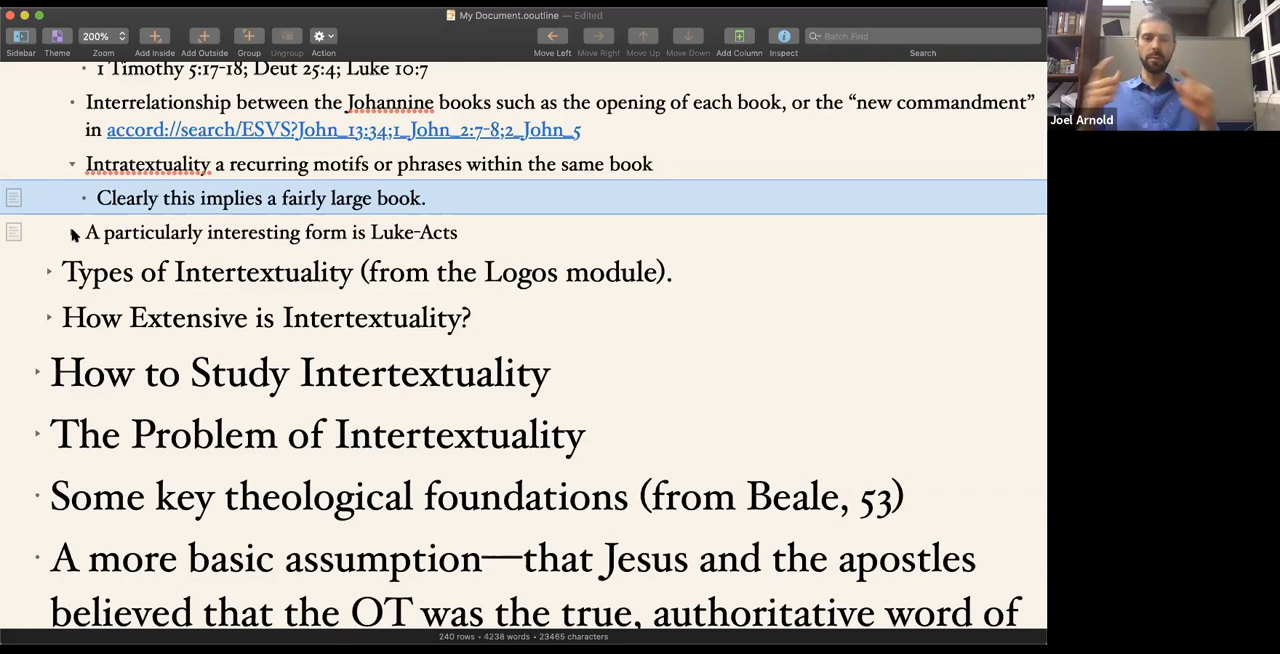 My Document.ooutline — Edited
200%
Batch Find
Sidebar Theme Zoom Add Inside Add Outside Group Ungroup Action Move Left Move Right Move Up Move Down Add Column Inspect Search
1 Timothy 5:17-18; Deut 25:4; Luke 10:7
Interrelationship between the Johannine books such as the opening of each book, or the “new commandment”
in accord://search/ESVS?John_13:34;1_John_2:7-8;2_John_5
Intratextuality a recurring motifs or phrases within the same book
Clearly this implies a fairly large book.
A particularly interesting form is Luke-Acts
Types of Intertextuality (from the Logos module).
How Extensive is Intertextuality?
How to Study Intertextuality
The Problem of Intertextuality
Some key theological foundations (from Beale, 53)
A more basic assumption—that Jesus and the apostles
believed that the OT was the true, authoritative word of
240 rows • 4238 words • 23465 characters
Joel Arnold